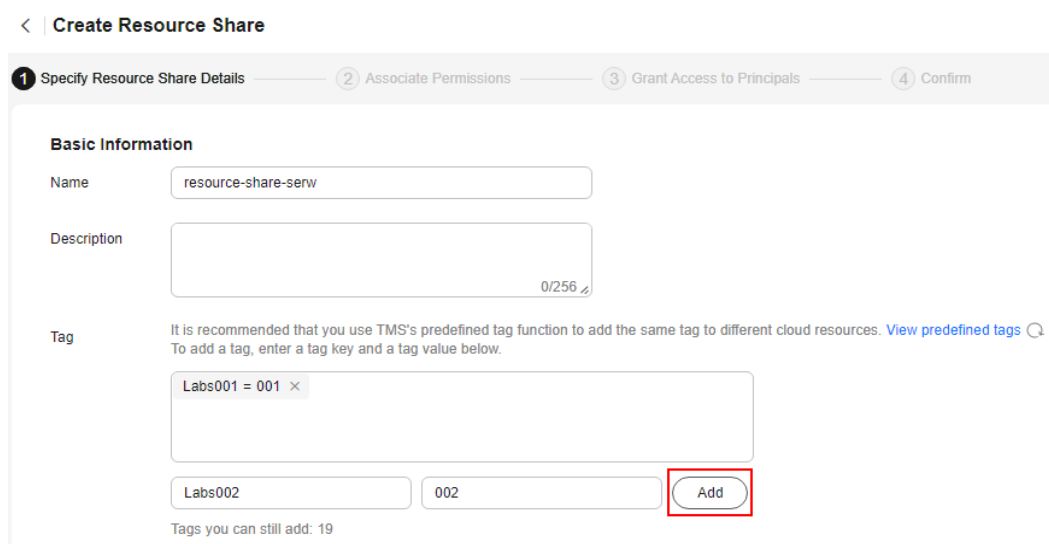 Create Resource Share
1 Specify Resource Share Details 2 Associate Permissions 3 Grant Access to Principals 4 Confirm
Basic Information
Name resource-share-serw
Description
0/256
Tag It is recommended that you use TMS's predefined tag function to add the same tag to different cloud resources. View predefined tags
To add a tag, enter a tag key and a tag value below.
Labs001 = 001 ×
Labs002 002 Add
Tags you can still add: 19